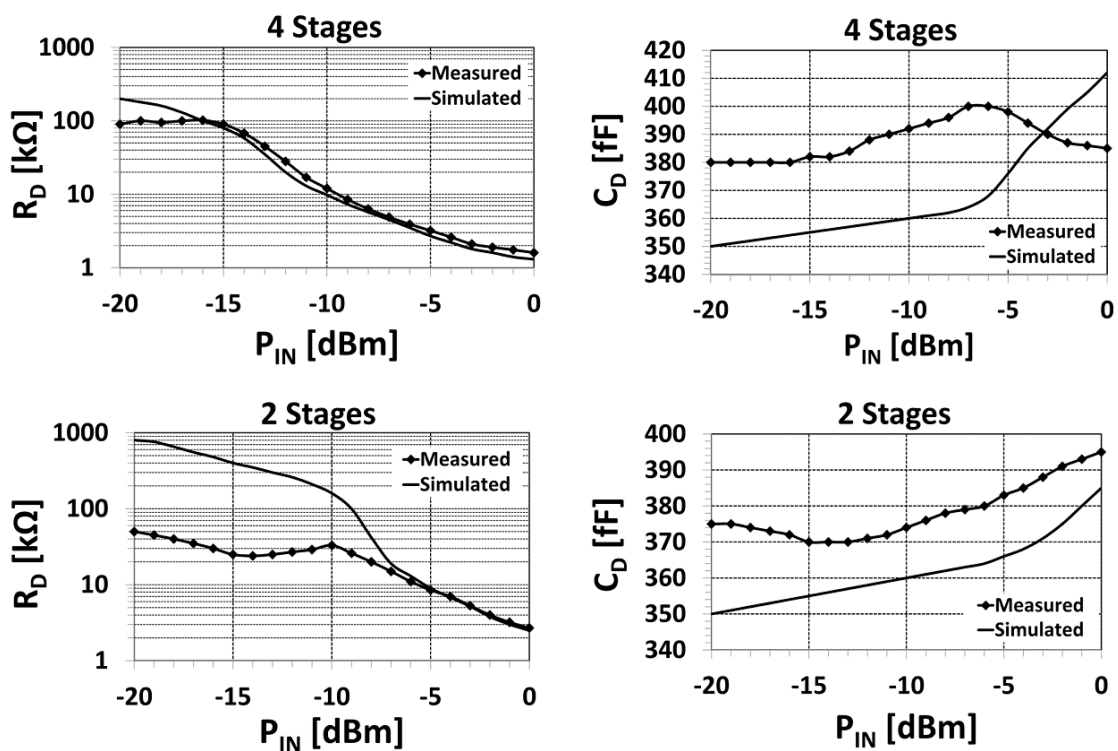 4 Stages
1000
100
10
1
R_D [kΩ]
Measured
Simulated
-20 -15 -10 -5 0
P_IN [dBm]
4 Stages
420
410
400
390
380
370
360
350
340
C_D [fF]
Measured
Simulated
-20 -15 -10 -5 0
P_IN [dBm]
2 Stages
1000
100
10
1
R_D [kΩ]
Measured
Simulated
-20 -15 -10 -5 0
P_IN [dBm]
2 Stages
400
390
380
370
360
350
340
C_D [fF]
Measured
Simulated
-20 -15 -10 -5 0
P_IN [dBm]